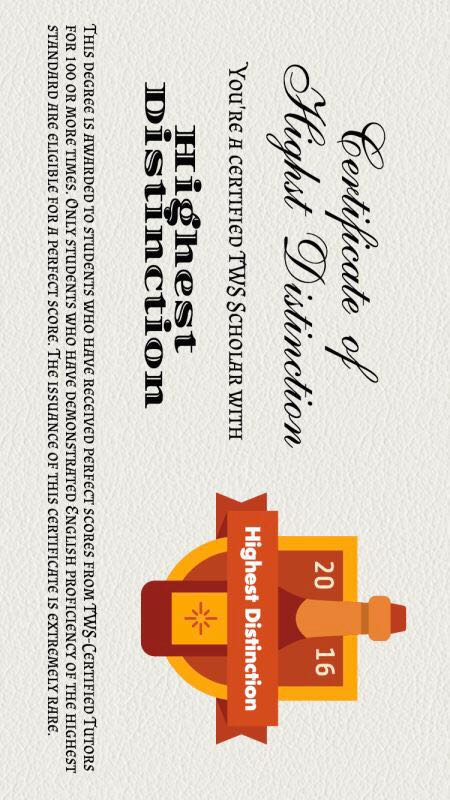 Certificate of
Highst Distinction
You're a certified TWS Scholar with
Highest
Distinction
This degree is awarded to students who have received perfect scores from TWS-Certified Tutors
for 100 or more times. Only students who have demonstrated English proficiency of the highest
standard are eligible for a perfect score. The issuance of this certificate is extremely rare.
20 16
Highest Distinction